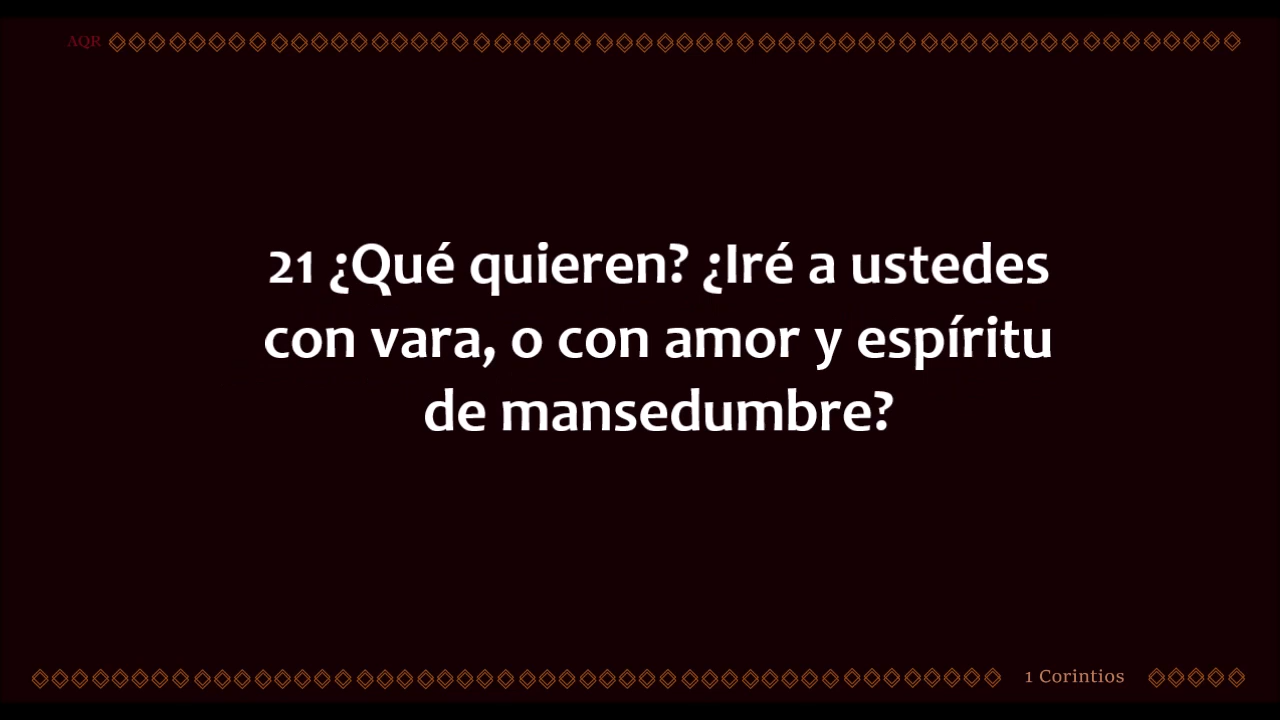 AQR
21 ¿Qué quieren? ¿Iré a ustedes
con vara, o con amor y espíritu
de mansedumbre?
1 Corintios